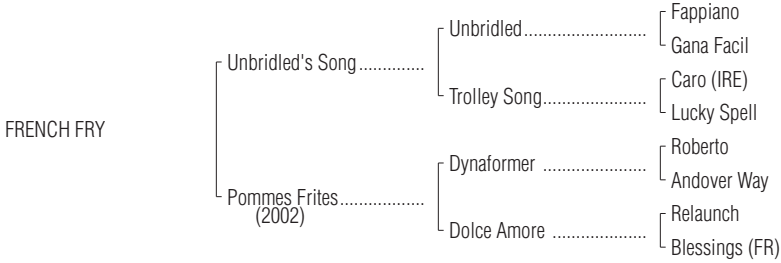 Fappiano
Unbridled.........................
Gana Facil
Unbridled's Song..............
Caro (IRE)
Trolley Song.....................
Lucky Spell
FRENCH FRY
Roberto
Dynaformer .....................
Andover Way
Pommes Frites.................
(2002)
Relaunch
Dolce Amore ...................
Blessings (FR)